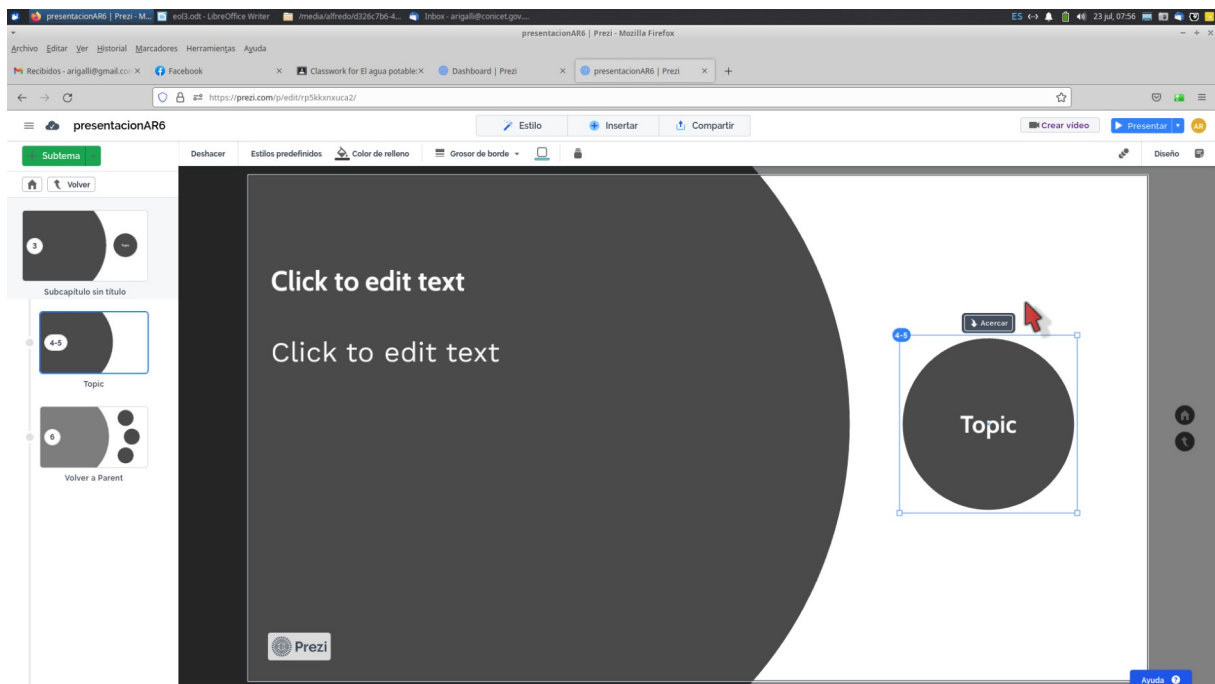 presentacionAR6 | Prezi - M... eol3.odt - LibreOffice Writer /media/alfredo/d326c7b6-4... Inbox - arigalli@conicet.gov.... ES 23 jul, 07:56
presentacionAR6 | Prezi - Mozilla Firefox
Archivo Editar Ver Historial Marcadores Herramientas Ayuda
Recibidos - arigalli@gmail.con Facebook Classwork for El agua potable: Dashboard | Prezi presentacionAR6 | Prezi
https://prezi.com/p/edit/rp5kkxnxuca2/
presentacionAR6 Estilo Insertar Compartir Crear vídeo Presentar AR
Subtema Deshacer Estilos predefinidos Color de relleno Grosor de borde Diseño
Volver
3
Topic
Subcapítulo sin título
4-5
Topic
6
Volver a Parent
Click to edit text
Click to edit text
Acercar
4-5
Topic
Prezi
Ayuda ?